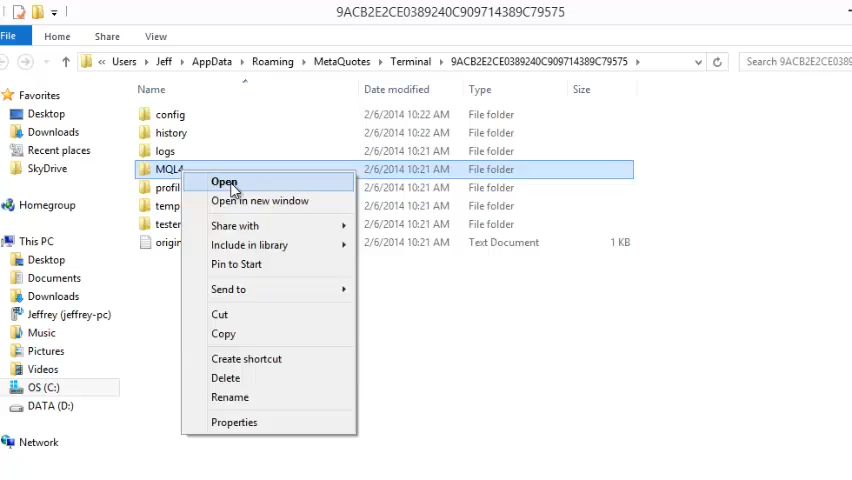 9ACB2E2CE0389240C909714389C79575
File Home Share View
« Users Jeff AppData Roaming MetaQuotes Terminal 9ACB2E2CE0389240C909714389C79575 Search 9ACB2E2CE0389
Name Date modified Type Size
Favorites
Desktop
Downloads
Recent places
SkyDrive
Homegroup
This PC
Desktop
Documents
Downloads
Jeffrey (jeffrey-pc)
Music
Pictures
Videos
OS (C:)
DATA (D:)
Network
config 2/6/2014 10:22 AM File folder
history 2/6/2014 10:22 AM File folder
logs 2/6/2014 10:21 AM File folder
MQL4 2/6/2014 10:21 AM File folder
profil 2/6/2014 10:21 AM File folder
temp 2/6/2014 10:21 AM File folder
tester 2/6/2014 10:21 AM File folder
origin 2/6/2014 10:21 AM Text Document 1 KB
Open
Open in new window
Share with
Include in library
Pin to Start
Send to
Cut
Copy
Create shortcut
Delete
Rename
Properties